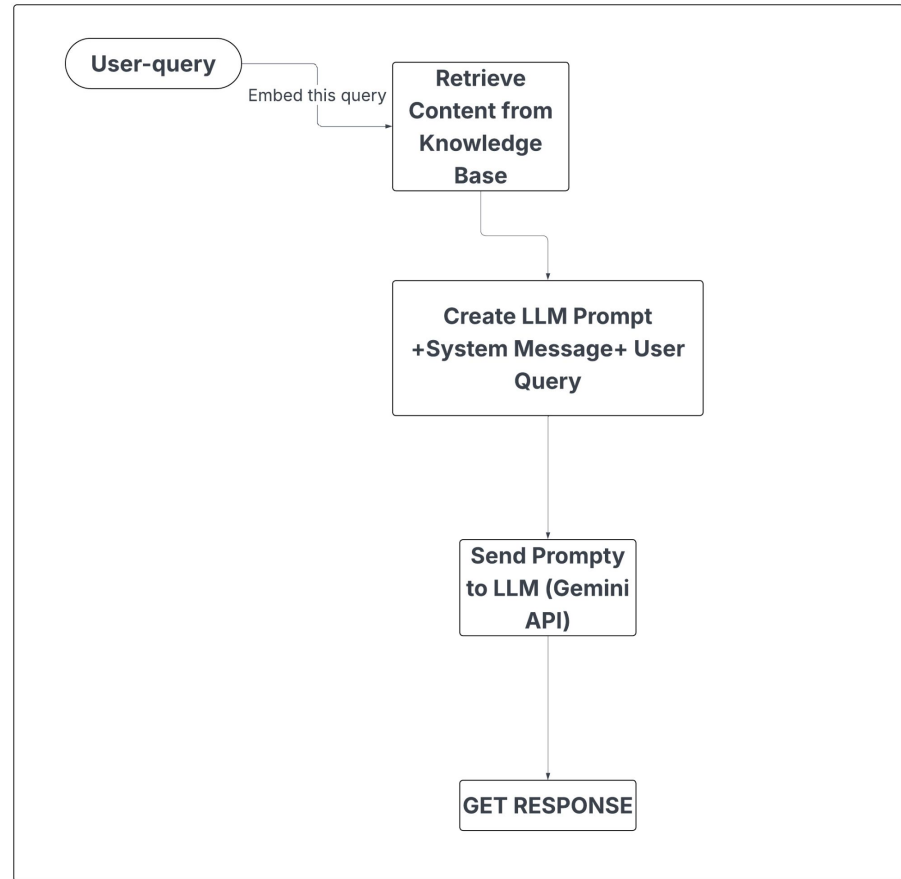 User-query
Embed this query
Retrieve
Content from
Knowledge
Base
Create LLM Prompt
+System Message+ User
Query
Send Prompty
to LLM (Gemini
API)
GET RESPONSE